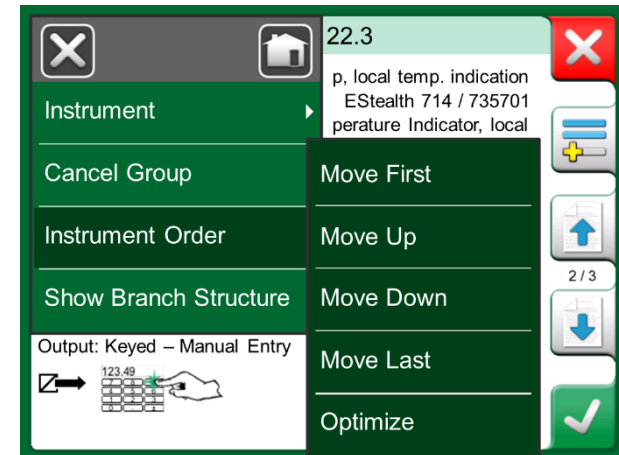 22.3
p, local temp. indication
EStealth 714 / 735701
perature Indicator, local
Instrument
Cancel Group
Instrument Order
Show Branch Structure
Move First
Move Up
Move Down
Move Last
Optimize
2 / 3
Output: Keyed – Manual Entry
123.49